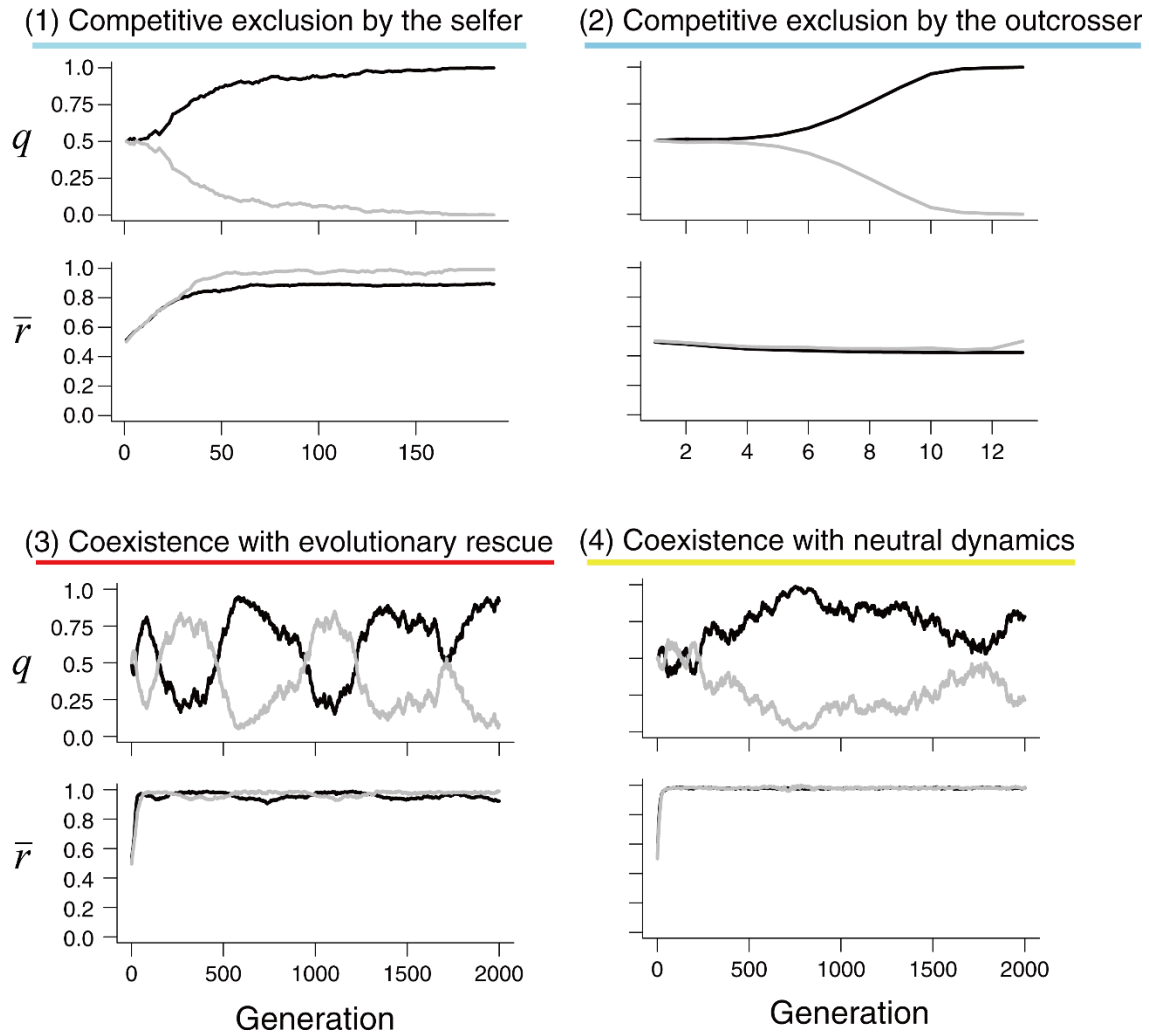 (1) Competitive exclusion by the selfer
(2) Competitive exclusion by the outcrosser
q
1.0
0.75
0.5
0.25
0.0
r̅
1.0
0.8
0.6
0.4
0.2
0.0
0 50 100 150
2 4 6 8 10 12
(3) Coexistence with evolutionary rescue
(4) Coexistence with neutral dynamics
q
1.0
0.75
0.5
0.25
0.0
r̅
1.0
0.8
0.6
0.4
0.2
0.0
0 500 1000 1500 2000
0 500 1000 1500 2000
Generation
Generation